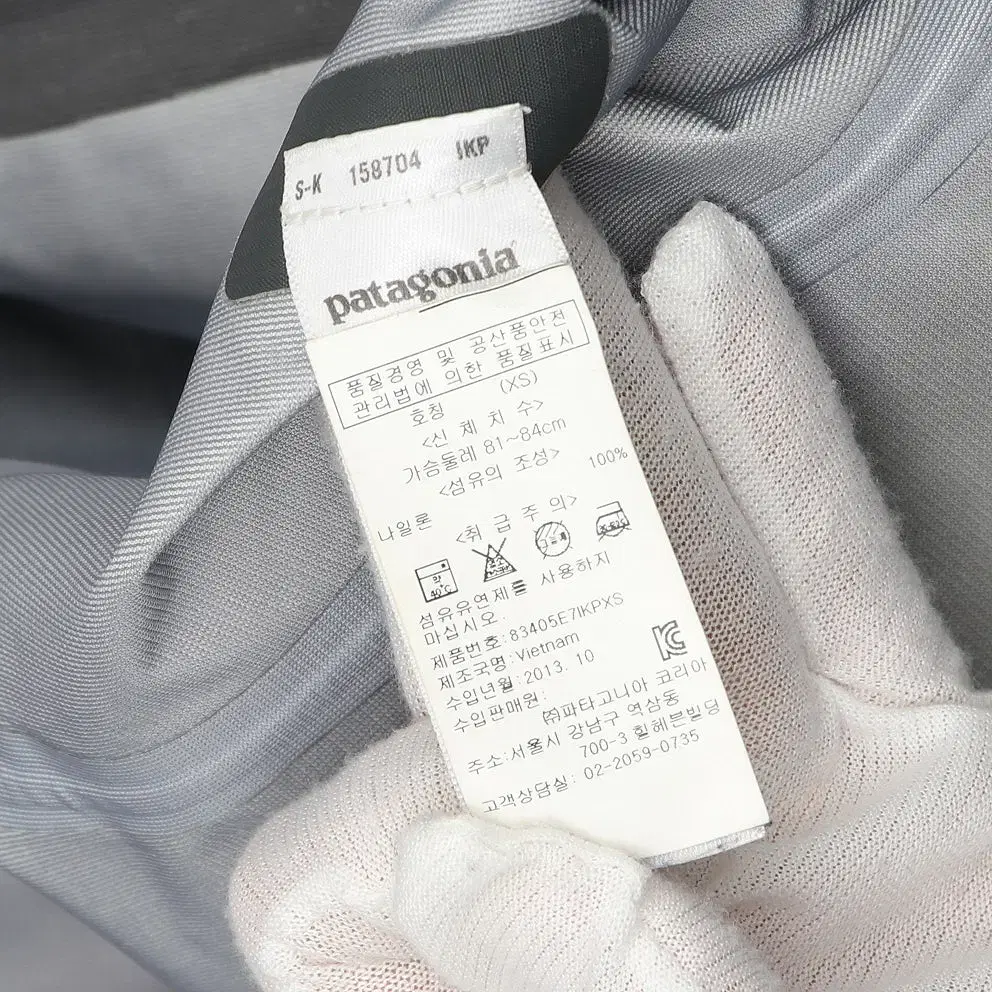 S-K 158704 IKP
patagonia
품질경영 및 공산품안전
관리법에 의한 품질표시
호칭 (XS)
<신 체 치 수>
가슴둘레 81~84cm
<섬유의 조성>
나일론 100%
<취 급 주 의>
약
40°C
섬유유연제를 사용하지
마십시오.
제품번호:83405E7IKPXS
제조국명:Vietnam
수입년월:2013. 10
수입판매원:
㈜파타고니아 코리아
주소:서울시 강남구 역삼동
700-3 힐헤븐빌딩
고객상담실: 02-2059-0735